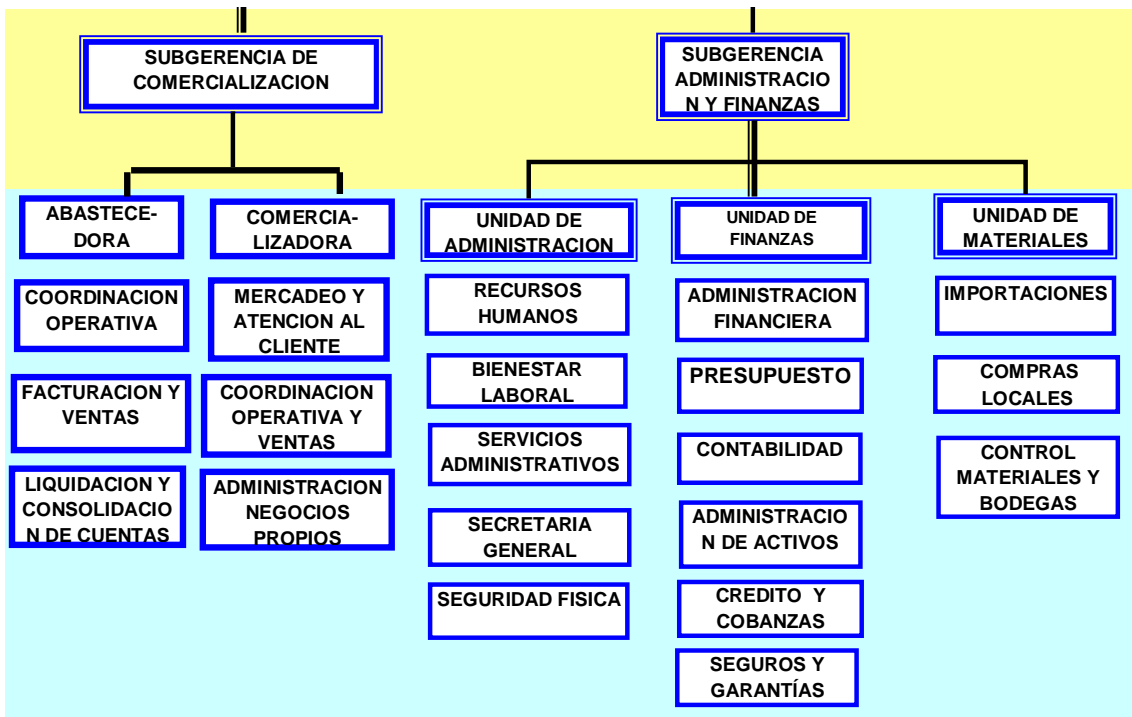 SUBGERENCIA DE
COMERCIALIZACION
SUBGERENCIA
ADMINISTRACIO
N Y FINANZAS
ABASTECE-
DORA
COORDINACION
OPERATIVA
FACTURACION Y
VENTAS
LIQUIDACION Y
CONSOLIDACIO
N DE CUENTAS
COMERCIA-
LIZADORA
MERCADEO Y
ATENCION AL
CLIENTE
COORDINACION
OPERATIVA Y
VENTAS
ADMINISTRACION
NEGOCIOS
PROPIOS
UNIDAD DE
ADMINISTRACION
RECURSOS
HUMANOS
BIENESTAR
LABORAL
SERVICIOS
ADMINISTRATIVOS
SECRETARIA
GENERAL
SEGURIDAD FISICA
UNIDAD DE
FINANZAS
ADMINISTRACION
FINANCIERA
PRESUPUESTO
CONTABILIDAD
ADMINISTRACIO
N DE ACTIVOS
CREDITO Y
COBANZAS
SEGUROS Y
GARANTÍAS
UNIDAD DE
MATERIALES
IMPORTACIONES
COMPRAS
LOCALES
CONTROL
MATERIALES Y
BODEGAS